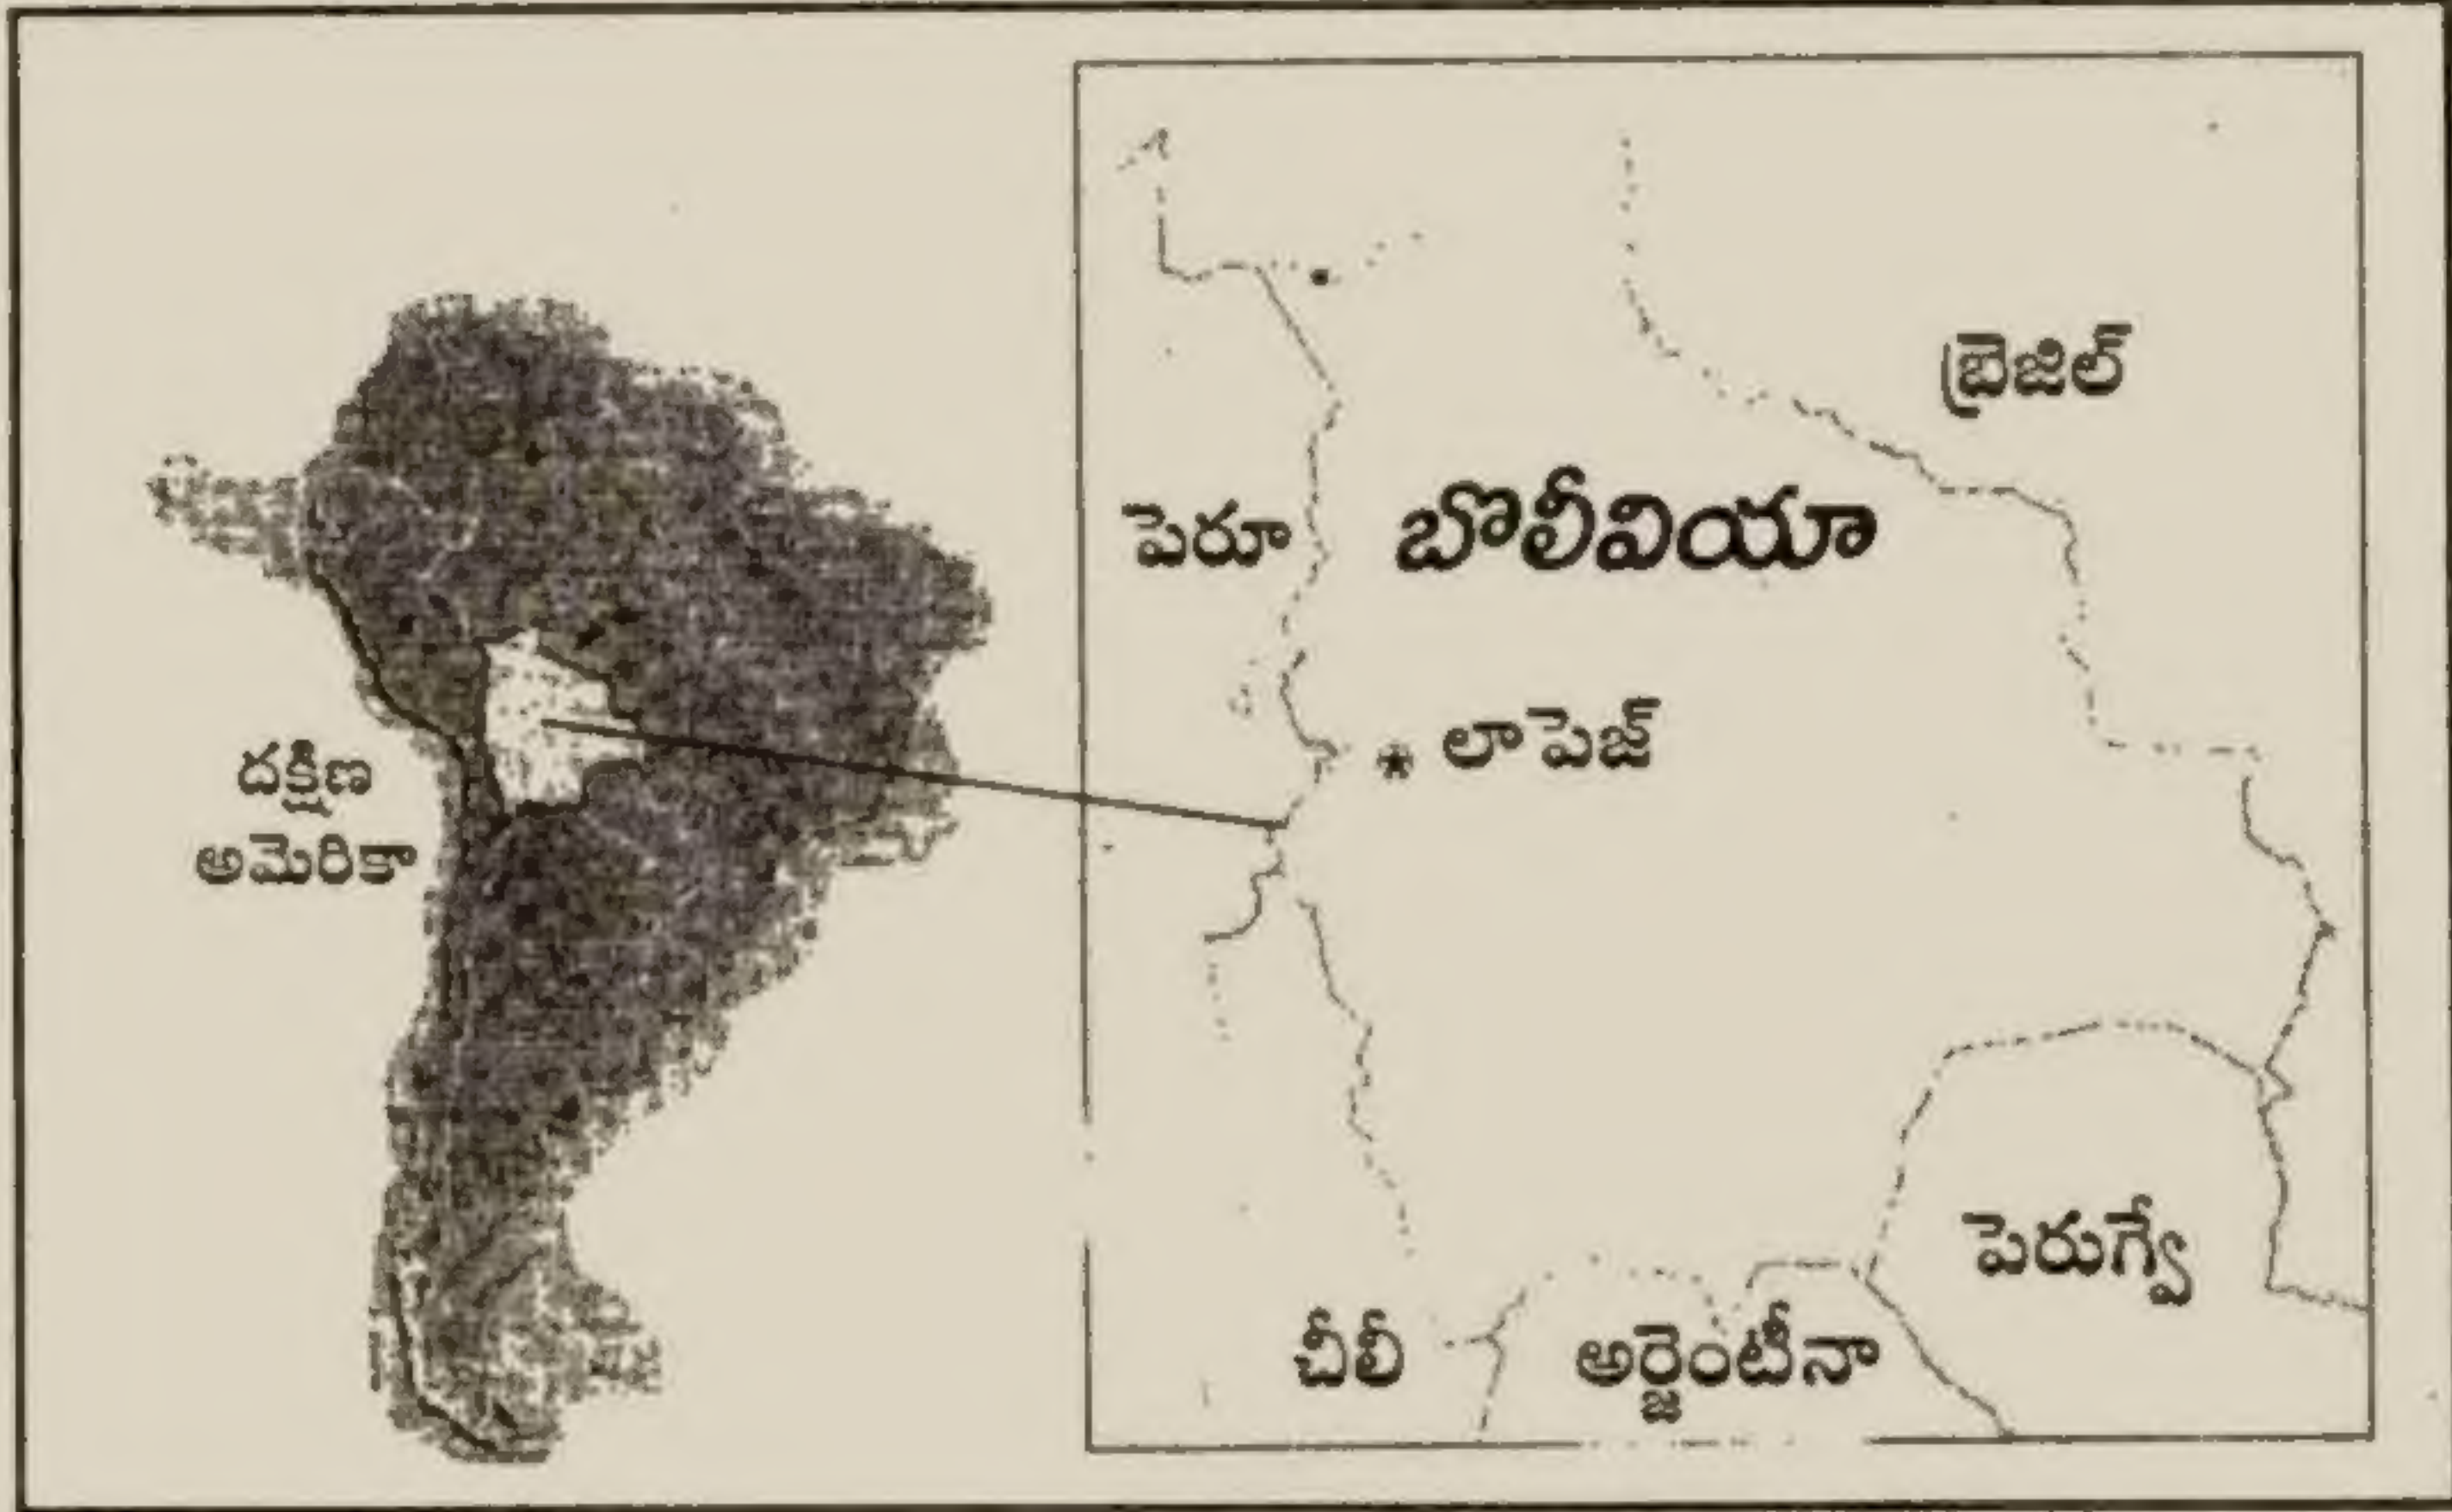 దక్షిణ
అమెరికా
బ్రెజిల్
పెరూ
బొలీవియా
* లా పెజ్
పెరుగ్వే
చిలీ
అర్జెంటీనా